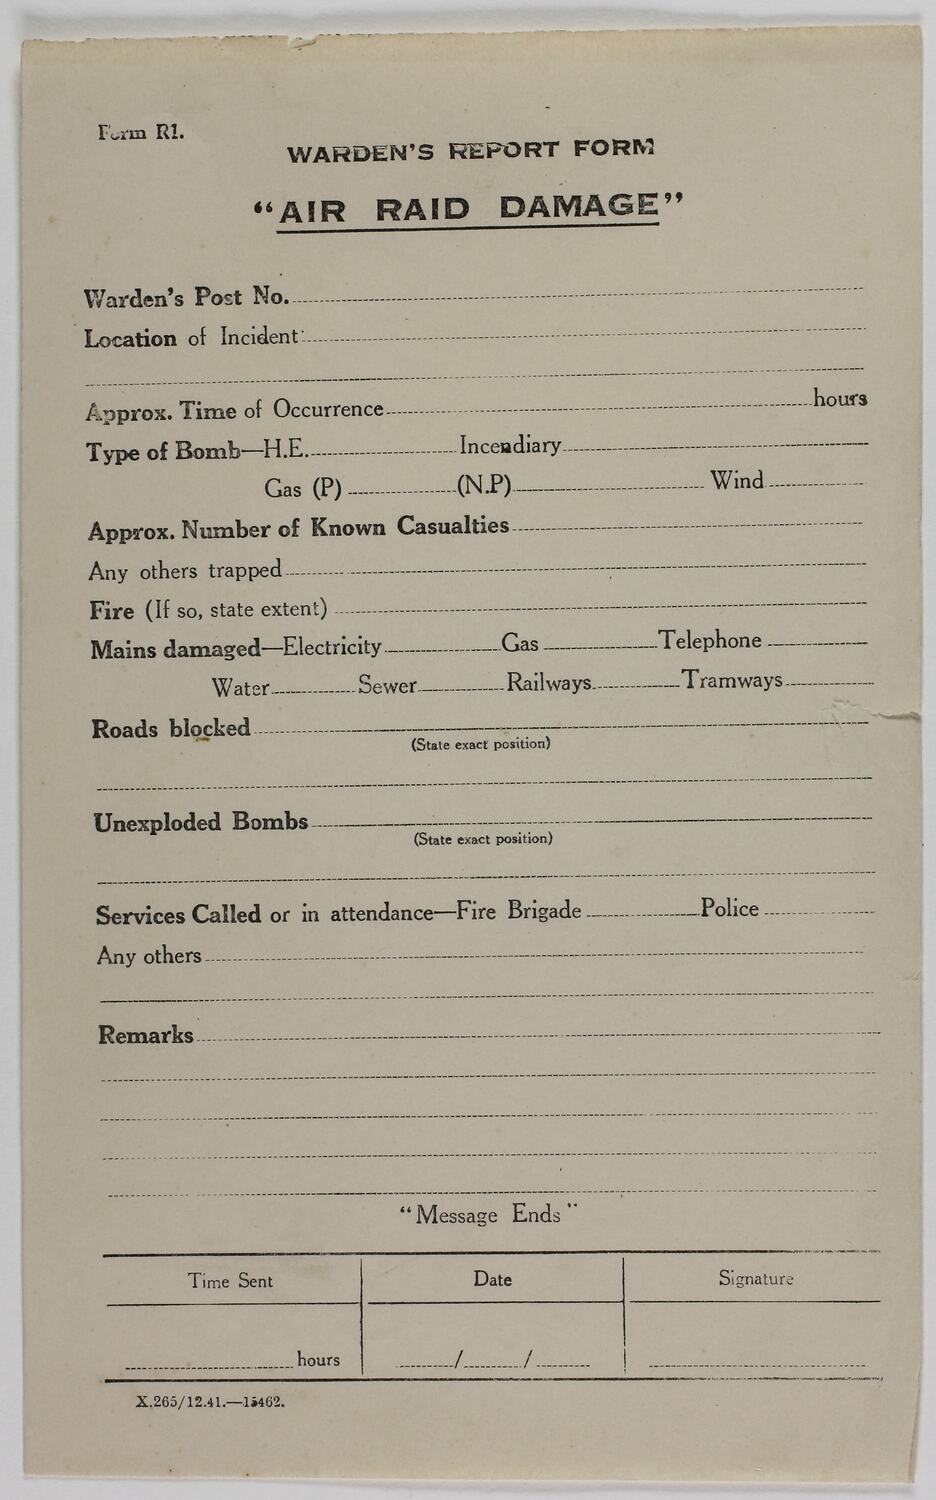 Form R1.
WARDEN'S REPORT FORM
"AIR RAID DAMAGE"
Warden's Post No.
Location of Incident
Approx. Time of Occurrence hours
Type of Bomb—H.E. Incendiary
Gas (P) (N.P) Wind
Approx. Number of Known Casualties
Any others trapped
Fire (If so, state extent)
Mains damaged—Electricity Gas Telephone
Water Sewer Railways Tramways
Roads blocked
(State exact position)
Unexploded Bombs
(State exact position)
Services Called or in attendance—Fire Brigade Police
Any others
Remarks
"Message Ends"
Time Sent Date Signature
hours / /
X.265/12.41.—15462.